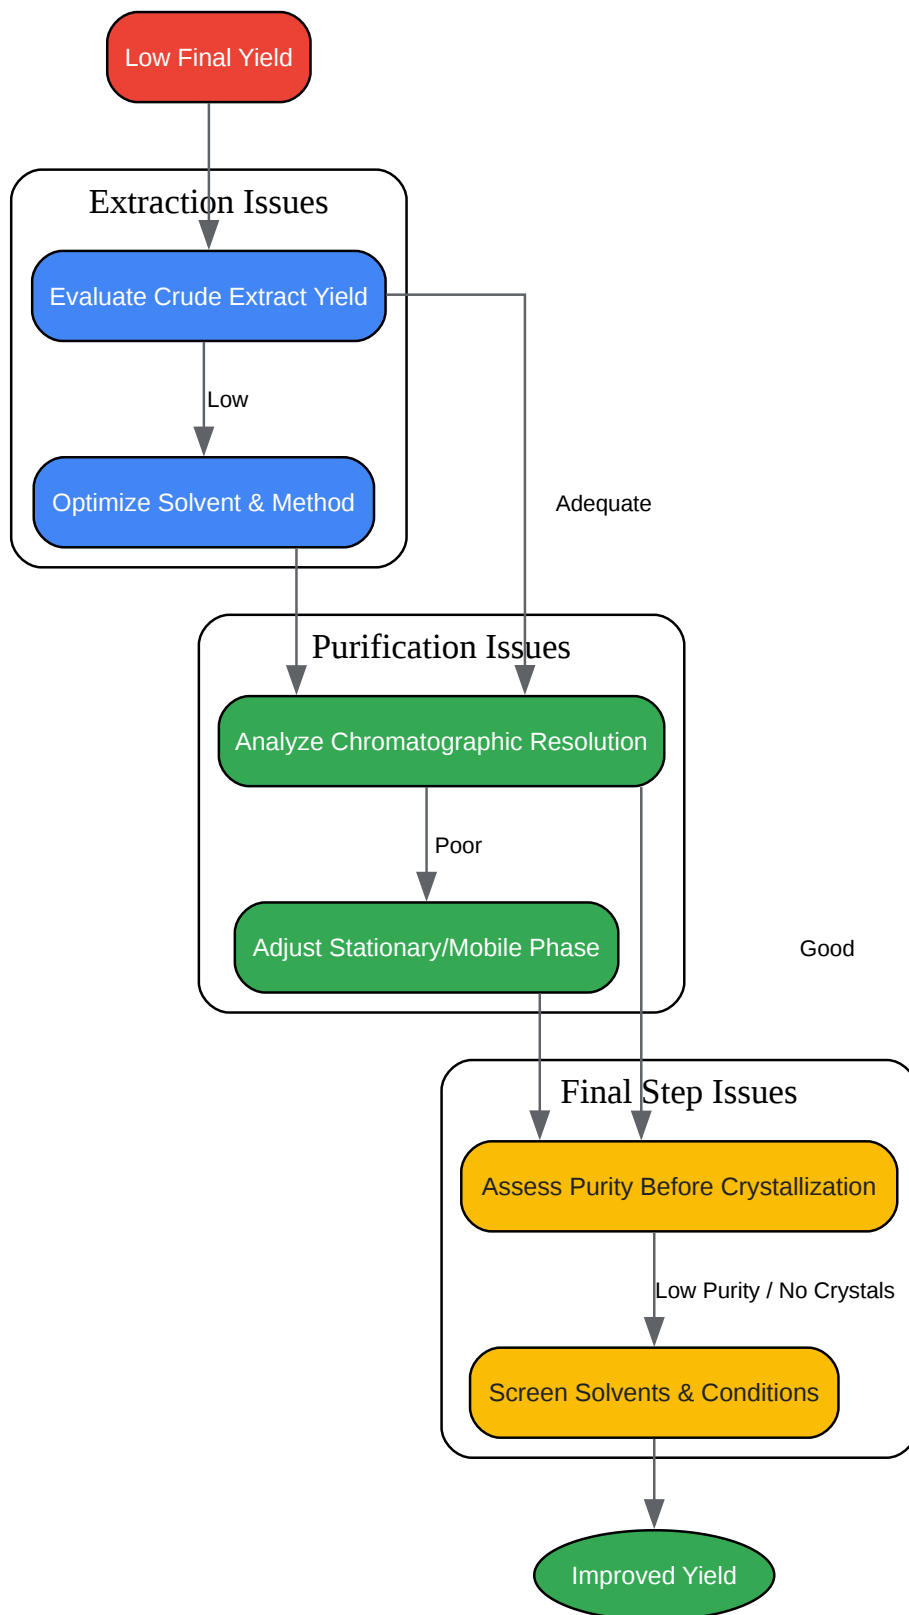 Low Final Yield
Extraction Issues
Evaluate Crude Extract Yield
Low
Optimize Solvent & Method
Adequate
Purification Issues
Analyze Chromatographic Resolution
Poor
Adjust Stationary/Mobile Phase
Good
Final Step Issues
Assess Purity Before Crystallization
Low Purity / No Crystals
Screen Solvents & Conditions
Improved Yield